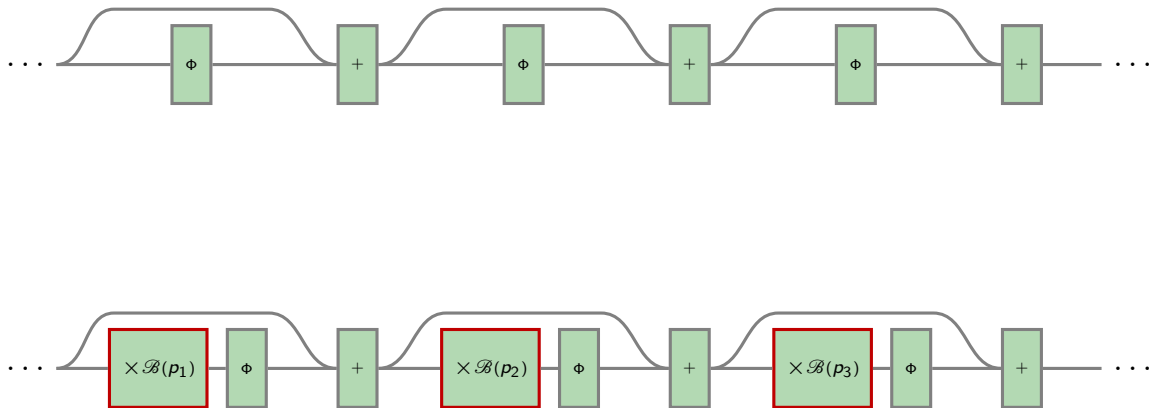 ··· Φ + Φ + Φ + ···
··· × ℬ(p₁) Φ + × ℬ(p₂) Φ + × ℬ(p₃) Φ + ···